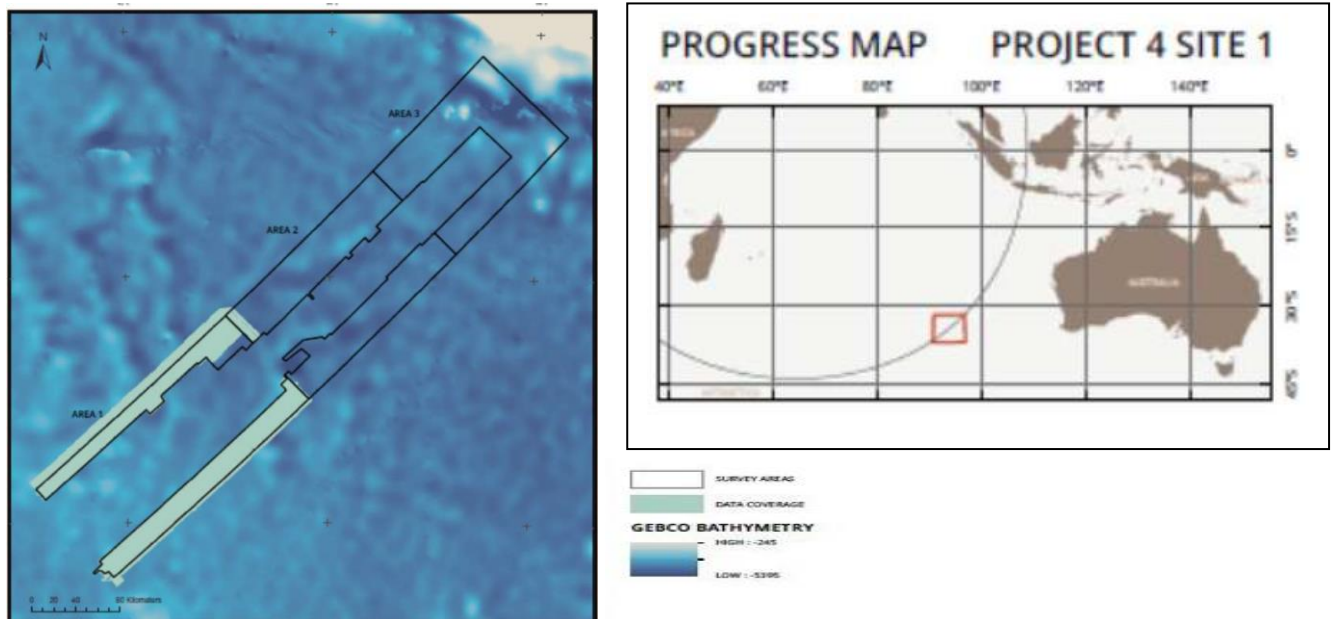 N
AREA 3
AREA 2
AREA 1
0 20 40 80 Kilometers
PROGRESS MAP PROJECT 4 SITE 1
40°E 60°E 80°E 100°E 120°E 140°E
0°
15°S
30°S
45°S
AUSTRALIA
SURVEY AREAS
DATA COVERAGE
GEBCO BATHYMETRY
HIGH : -245
LOW : -5395